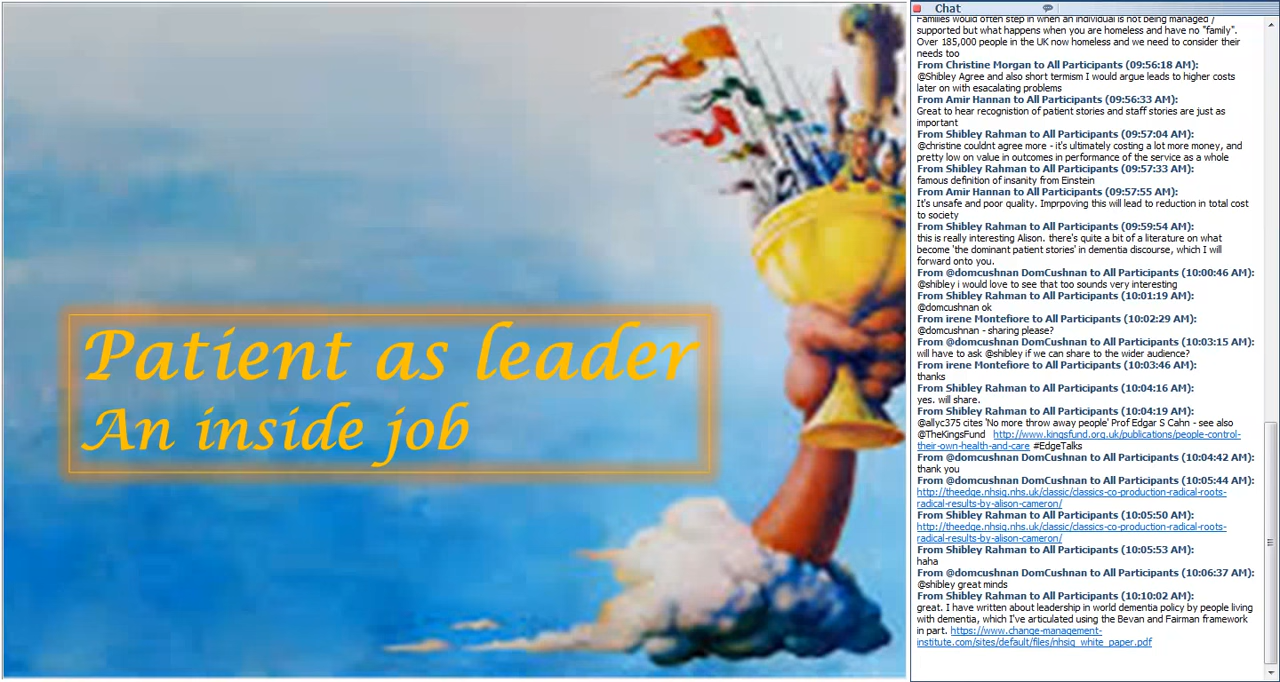 Patient as leader
An inside job
Chat
Families would often step in when an individual is not being managed /
supported but what happens when you are homeless and have no "family".
Over 185,000 people in the UK now homeless and we need to consider their
needs too
From Christine Morgan to All Participants (09:56:18 AM):
@Shibley Agree and also short termism I would argue leads to higher costs
later on with esacalating problems
From Amir Hannan to All Participants (09:56:33 AM):
Great to hear recognistion of patient stories and staff stories are just as
important
From Shibley Rahman to All Participants (09:57:04 AM):
@christine couldnt agree more - it's ultimately costing a lot more money, and
pretty low on value in outcomes in performance of the service as a whole
From Shibley Rahman to All Participants (09:57:33 AM):
famous definition of insanity from Einstein
From Amir Hannan to All Participants (09:57:55 AM):
It's unsafe and poor quality. Imprpoving this will lead to reduction in total cost
to society
From Shibley Rahman to All Participants (09:59:54 AM):
this is really interesting Alison. there's quite a bit of a literature on what
become 'the dominant patient stories' in dementia discourse, which I will
forward onto you.
From @domcushnan DomCushnan to All Participants (10:00:46 AM):
@shibley i would love to see that too sounds very interesting
From Shibley Rahman to All Participants (10:01:19 AM):
@domcushnan ok
From irene Montefiore to All Participants (10:02:29 AM):
@domcushnan - sharing please?
From @domcushnan DomCushnan to All Participants (10:03:15 AM):
will have to ask @shibley if we can share to the wider audience?
From irene Montefiore to All Participants (10:03:46 AM):
thanks
From Shibley Rahman to All Participants (10:04:16 AM):
yes. will share.
From Shibley Rahman to All Participants (10:04:19 AM):
@allyc375 cites 'No more throw away people' Prof Edgar S Cahn - see also
@TheKingsFund http://www.kingsfund.org.uk/publications/people-control-
their-own-health-and-care #EdgeTalks
From @domcushnan DomCushnan to All Participants (10:04:42 AM):
thank you
From @domcushnan DomCushnan to All Participants (10:05:44 AM):
http://theedge.nhsiq.nhs.uk/classic/classics-co-production-radical-roots-
radical-results-by-alison-cameron/
From Shibley Rahman to All Participants (10:05:50 AM):
http://theedge.nhsiq.nhs.uk/classic/classics-co-production-radical-roots-
radical-results-by-alison-cameron/
From Shibley Rahman to All Participants (10:05:53 AM):
haha
From @domcushnan DomCushnan to All Participants (10:06:37 AM):
@shibley great minds
From Shibley Rahman to All Participants (10:10:02 AM):
great. I have written about leadership in world dementia policy by people living
with dementia, which I've articulated using the Bevan and Fairman framework
in part. https://www.change-management-
institute.com/sites/default/files/nhsiq_white_paper.pdf